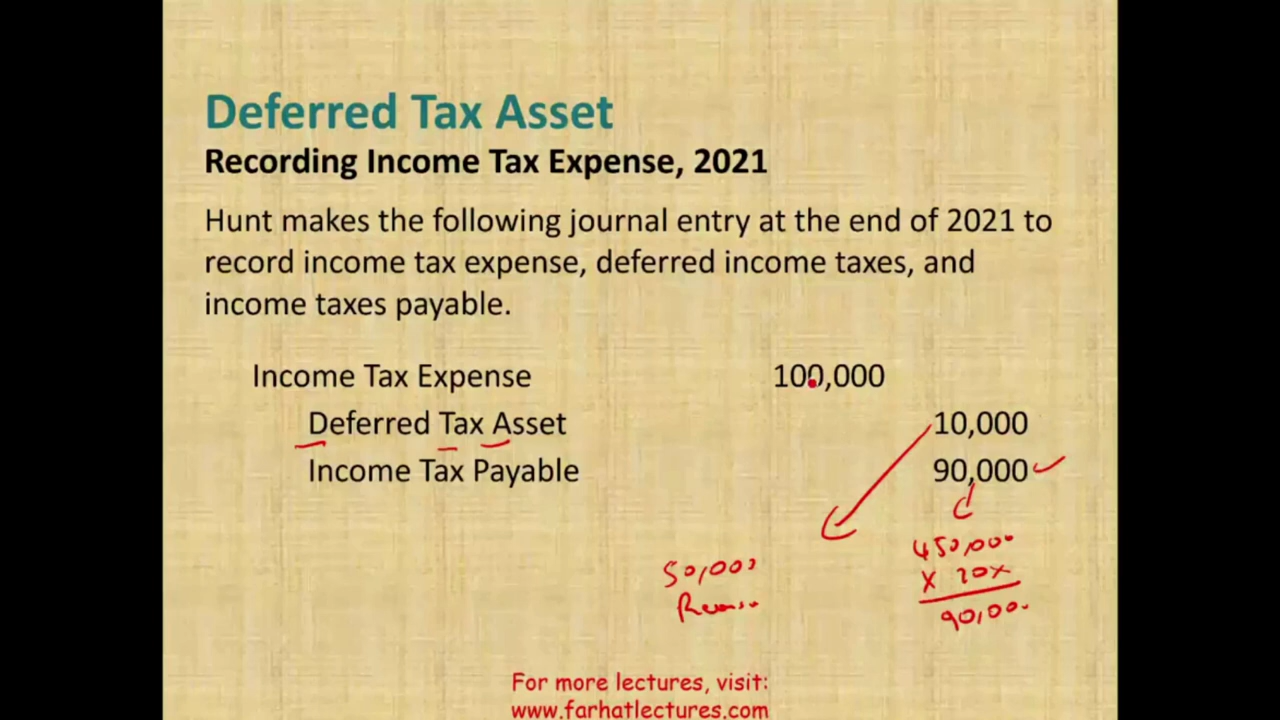 Deferred Tax Asset
Recording Income Tax Expense, 2021
Hunt makes the following journal entry at the end of 2021 to
record income tax expense, deferred income taxes, and
income taxes payable.
Income Tax Expense 100,000
Deferred Tax Asset 10,000
Income Tax Payable 90,000
450,000
50,000 X 20%
90,000
For more lectures, visit:
www.farhatlectures.com